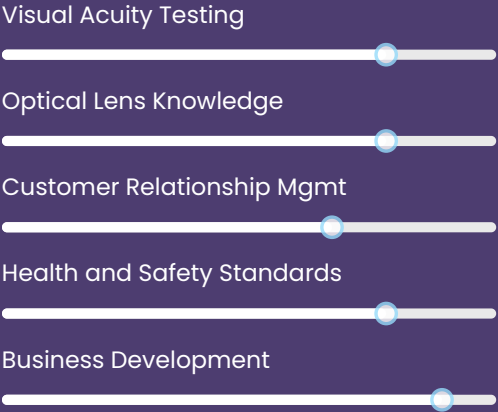 Visual Acuity Testing
Optical Lens Knowledge
Customer Relationship Mgmt
Health and Safety Standards
Business Development